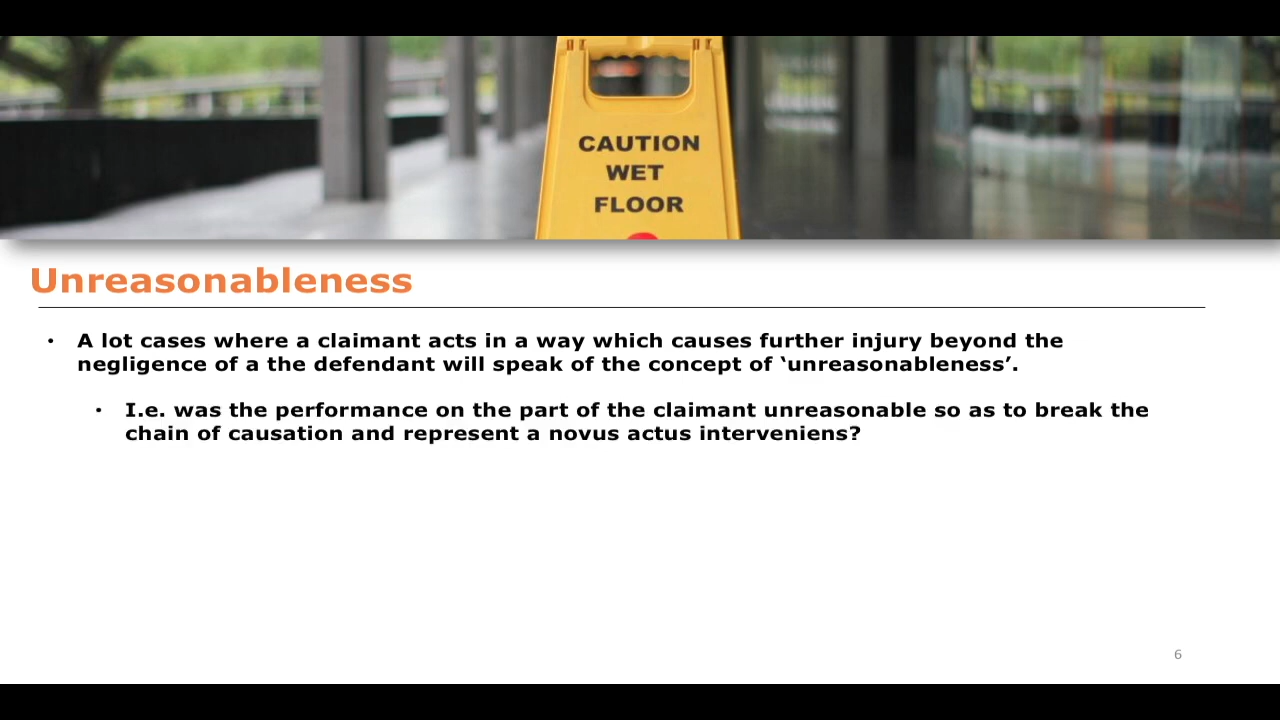 CAUTION
WET
FLOOR
Unreasonableness
• A lot cases where a claimant acts in a way which causes further injury beyond the
negligence of a the defendant will speak of the concept of ‘unreasonableness’.
• I.e. was the performance on the part of the claimant unreasonable so as to break the
chain of causation and represent a novus actus interveniens?
6